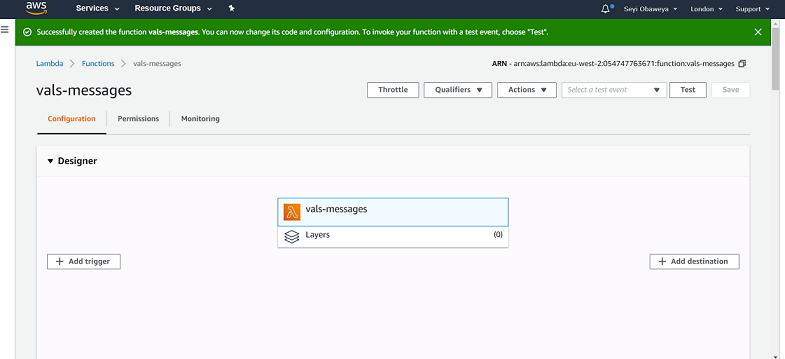 aws Services Resource Groups Seyi Obaweya London Support
Successfully created the function vals-messages. You can now change its code and configuration. To invoke your function with a test event, choose "Test".
Lambda Functions vals-messages ARN - arn:aws:lambda:eu-west-2:054747763671:function:vals-messages
vals-messages Throttle Qualifiers Actions Select a test event Test Save
Configuration Permissions Monitoring
Designer
vals-messages
Layers (0)
+ Add trigger + Add destination